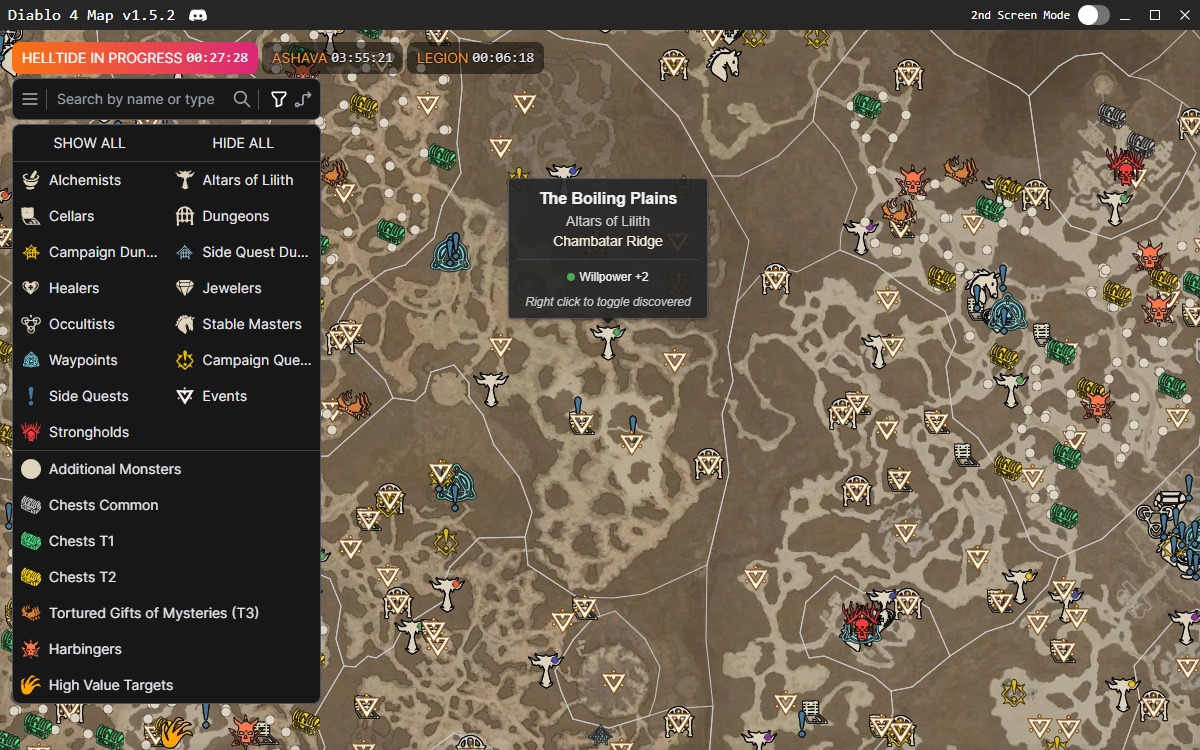 Diablo 4 Map v1.5.2
2nd Screen Mode
HELLTIDE IN PROGRESS 00:27:28
ASHAVA 03:55:21
LEGION 00:06:18
Search by name or type
SHOW ALL
HIDE ALL
Alchemists
Altars of Lilith
Cellars
Dungeons
Campaign Dun...
Side Quest Du...
Healers
Jewelers
Occultists
Stable Masters
Waypoints
Campaign Que...
Side Quests
Events
Strongholds
Additional Monsters
Chests Common
Chests T1
Chests T2
Tortured Gifts of Mysteries (T3)
Harbingers
High Value Targets
The Boiling Plains
Altars of Lilith
Chambatar Ridge
Willpower +2
Right click to toggle discovered